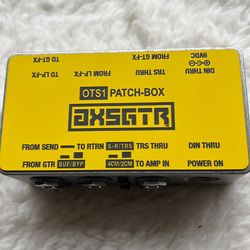 9VDC
DIN THRU
TRS THRU
FROM GT-FX
TO GT-FX
FROM LP-FX
TO LP-FX
OTS1 PATCH-BOX
AXSGTR
FROM SEND TO RTRN S-R/TRS TRS THRU DIN THRU
FROM GTR BUF/BYP 4CM/2CM TO AMP IN POWER ON